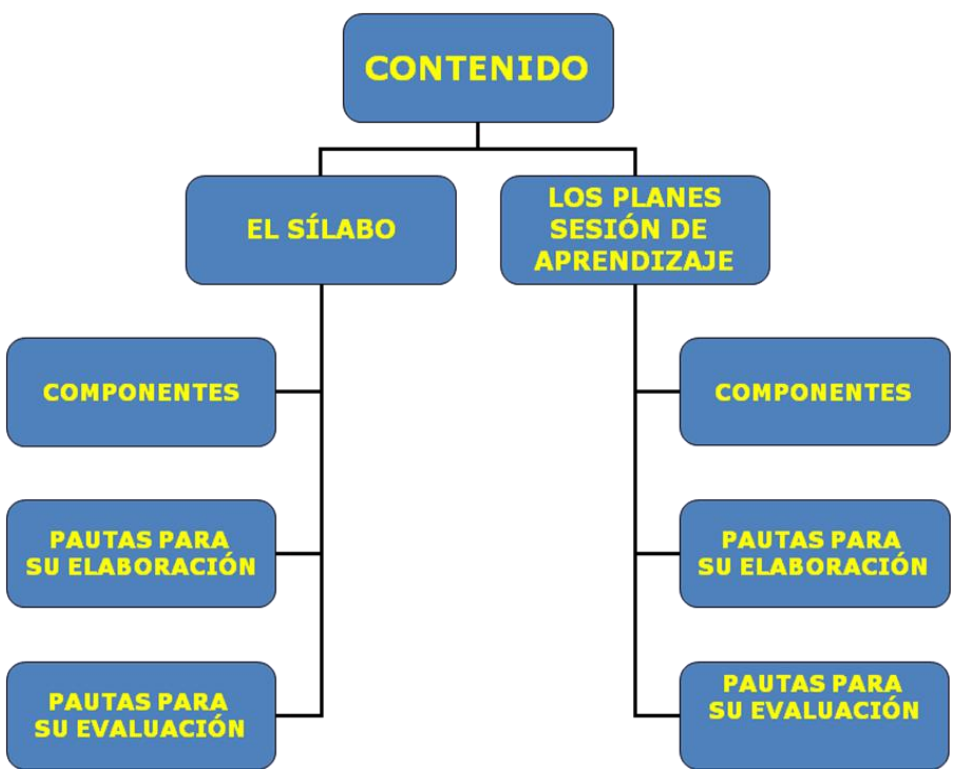 CONTENIDO
EL SÍLABO
LOS PLANES
SESIÓN DE
APRENDIZAJE
COMPONENTES
PAUTAS PARA
SU ELABORACIÓN
PAUTAS PARA
SU EVALUACIÓN
COMPONENTES
PAUTAS PARA
SU ELABORACIÓN
PAUTAS PARA
SU EVALUACIÓN